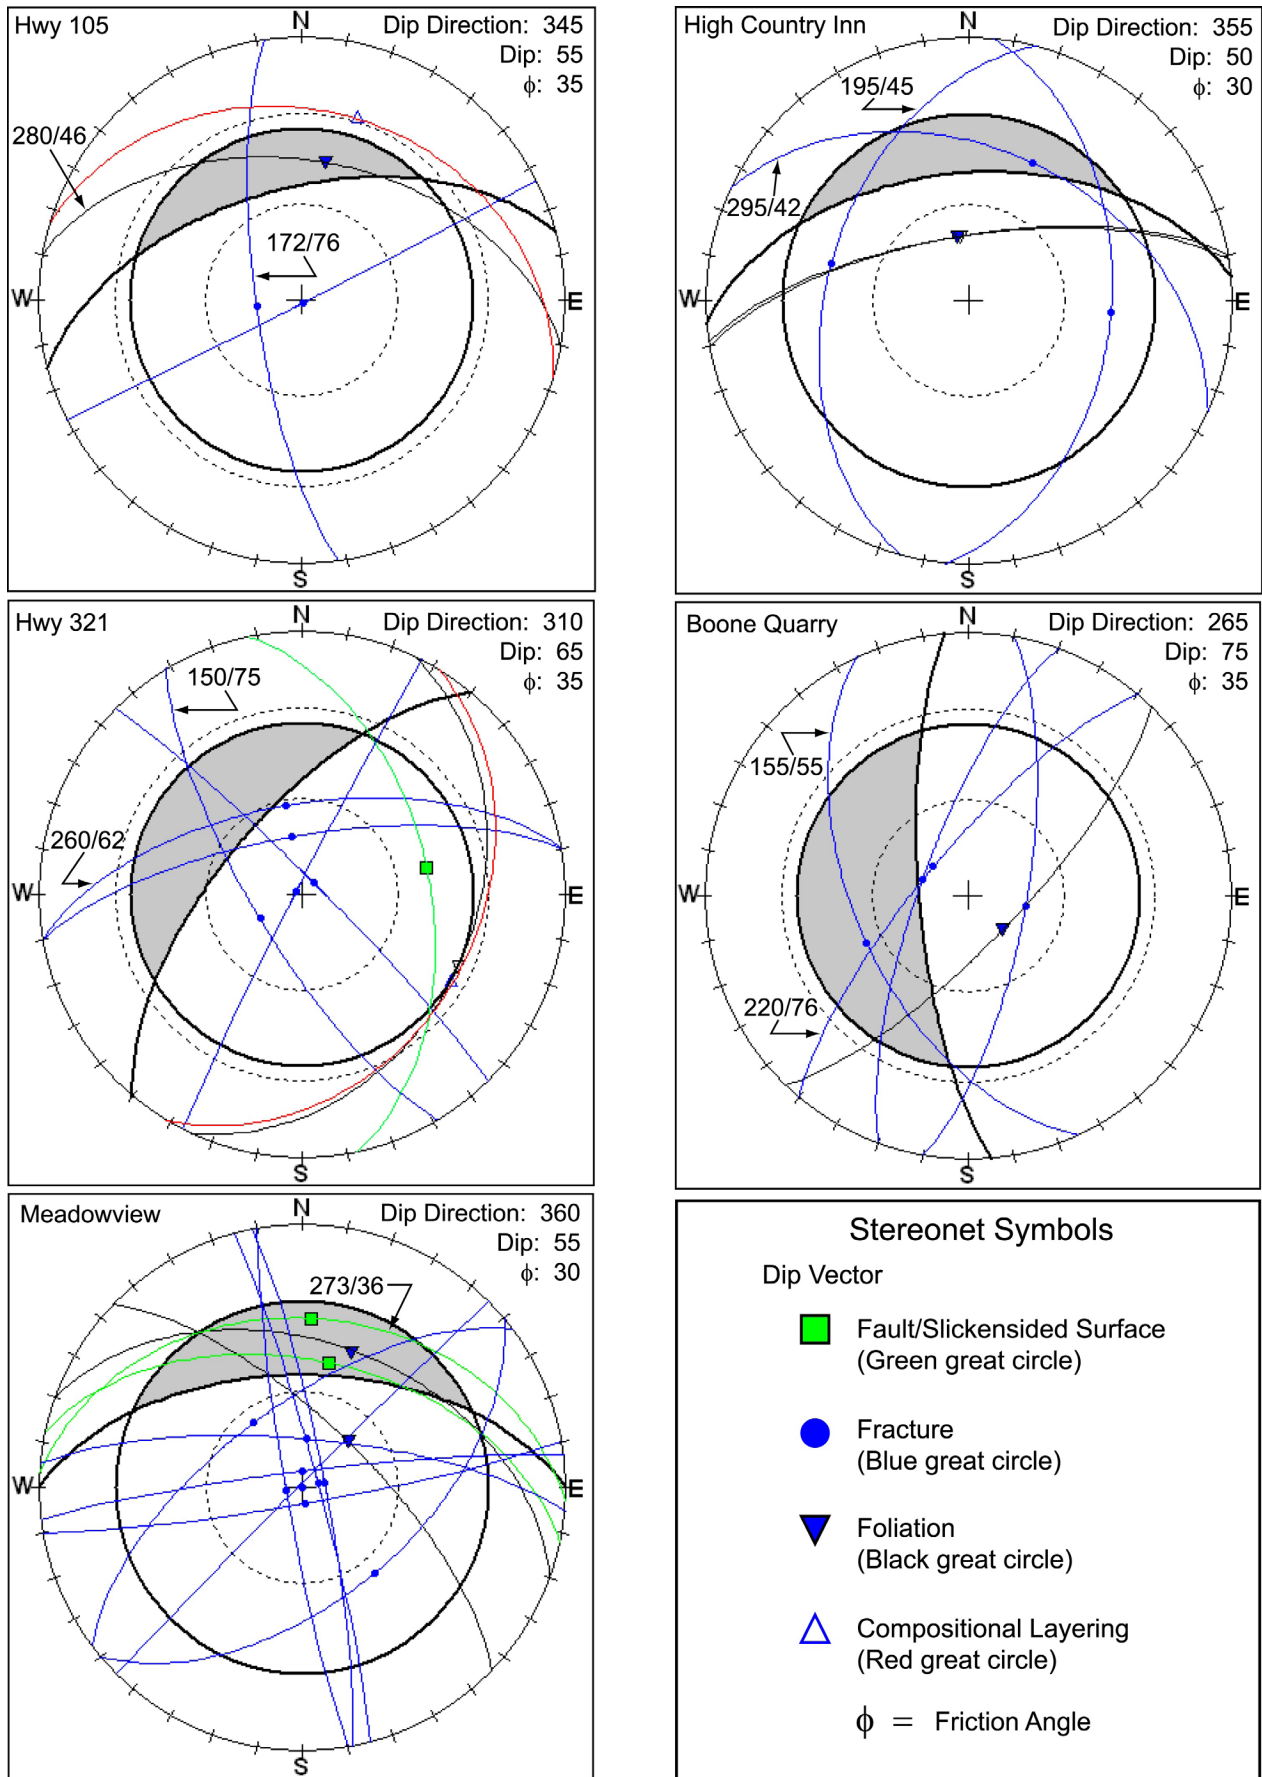 Hwy 105
Dip Direction: 345
Dip: 55
ϕ: 35
N
280/46
172/76
W
E
S
High Country Inn
Dip Direction: 355
Dip: 50
ϕ: 30
N
195/45
295/42
W
E
S
Hwy 321
Dip Direction: 310
Dip: 65
ϕ: 35
N
150/75
260/62
W
E
S
Boone Quarry
Dip Direction: 265
Dip: 75
ϕ: 35
N
155/55
220/76
W
E
S
Meadowview
Dip Direction: 360
Dip: 55
ϕ: 30
N
273/36
W
E
S
Stereonet Symbols
Dip Vector
Fault/Slickensided Surface
(Green great circle)
Fracture
(Blue great circle)
Foliation
(Black great circle)
Compositional Layering
(Red great circle)
ϕ = Friction Angle